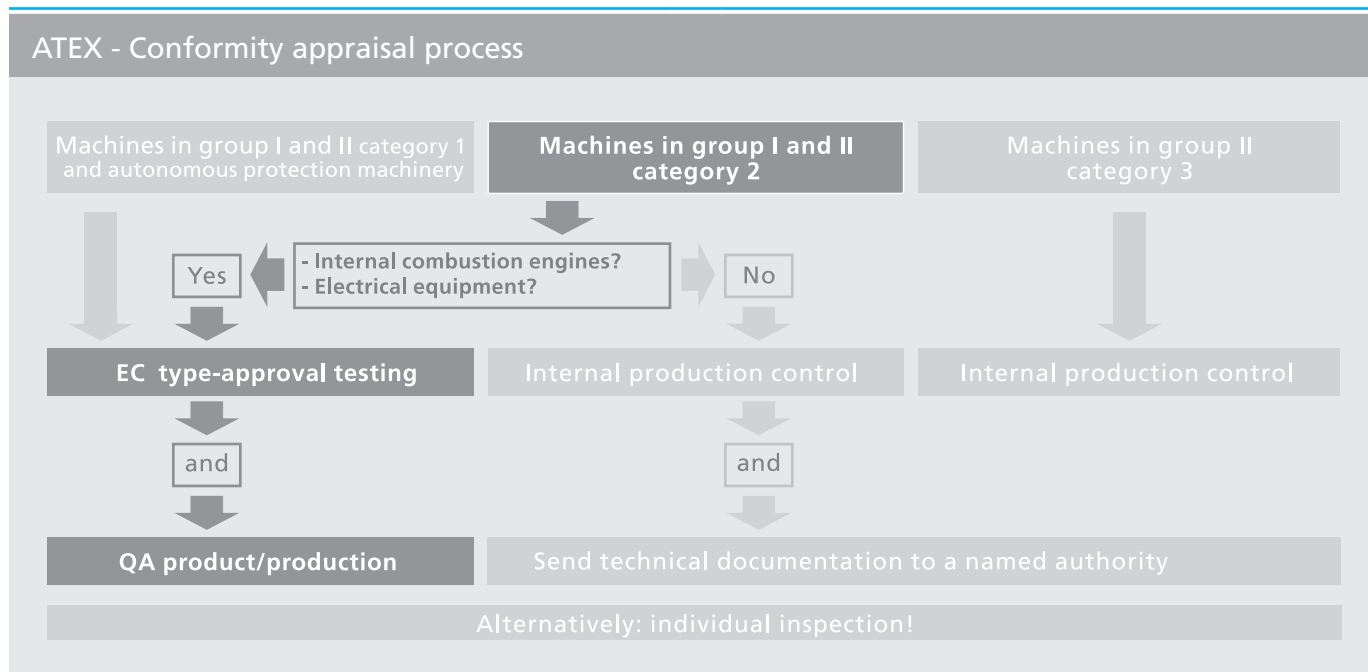 ATEX - Conformity appraisal process
Machines in group I and II category 1
and autonomous protection machinery
Machines in group I and II
category 2
Machines in group II
category 3
Yes
- Internal combustion engines?
- Electrical equipment?
No
EC type-approval testing
Internal production control
Internal production control
and
and
QA product/production
Send technical documentation to a named authority
Alternatively: individual inspection!